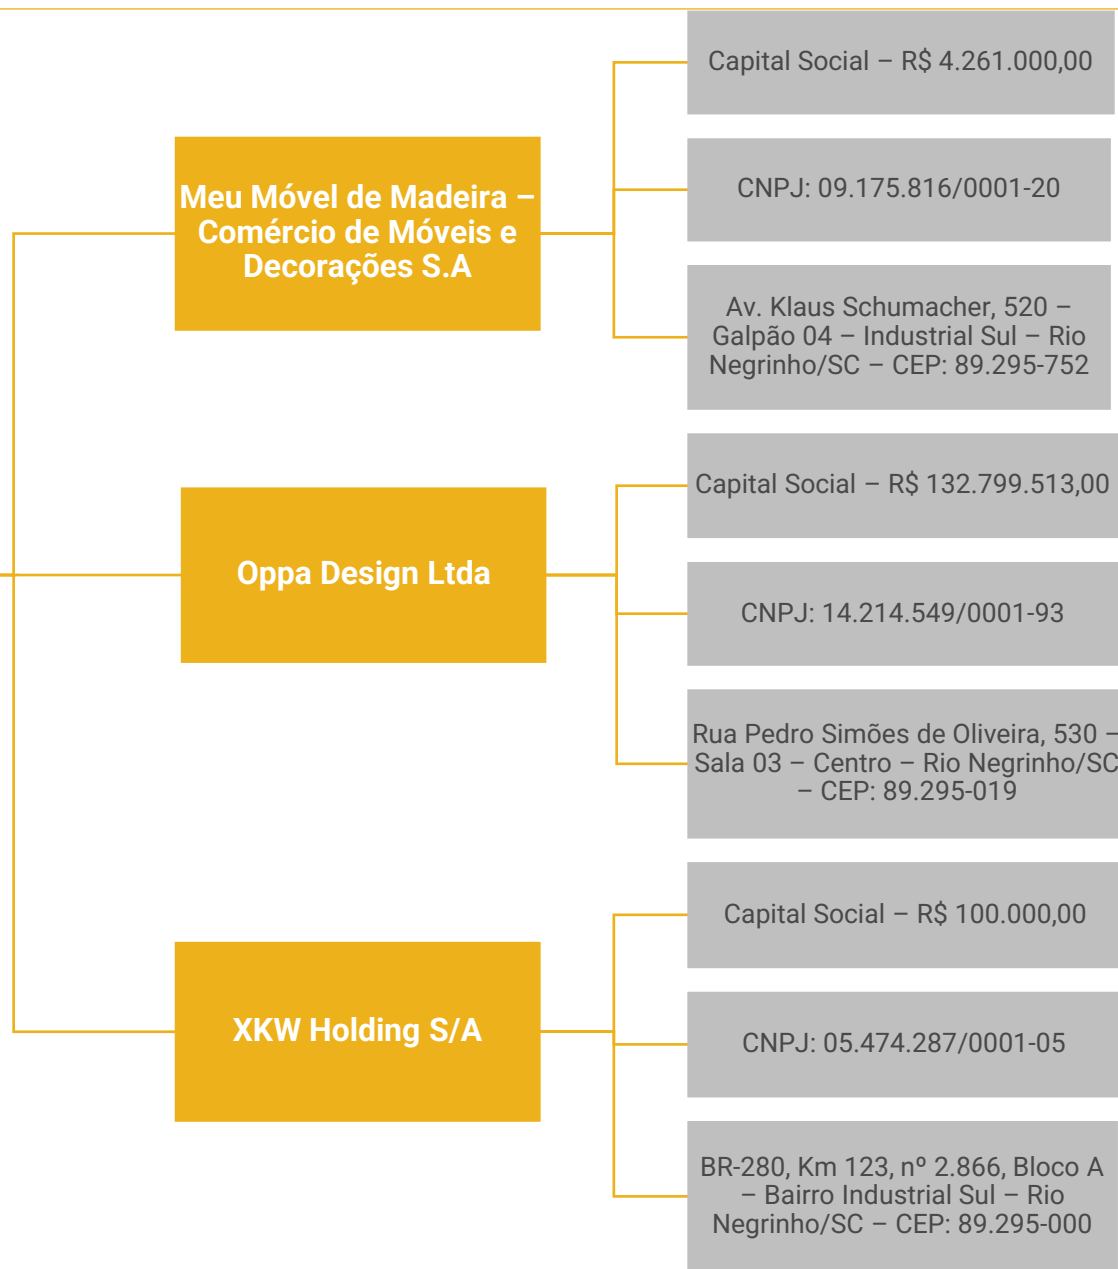 Meu Móvel de Madeira –
Comércio de Móveis e
Decorações S.A
Capital Social – R$ 4.261.000,00
CNPJ: 09.175.816/0001-20
Av. Klaus Schumacher, 520 –
Galpão 04 – Industrial Sul – Rio
Negrinho/SC – CEP: 89.295-752
Oppa Design Ltda
Capital Social – R$ 132.799.513,00
CNPJ: 14.214.549/0001-93
Rua Pedro Simões de Oliveira, 530 –
Sala 03 – Centro – Rio Negrinho/SC
– CEP: 89.295-019
XKW Holding S/A
Capital Social – R$ 100.000,00
CNPJ: 05.474.287/0001-05
BR-280, Km 123, nº 2.866, Bloco A
– Bairro Industrial Sul – Rio
Negrinho/SC – CEP: 89.295-000